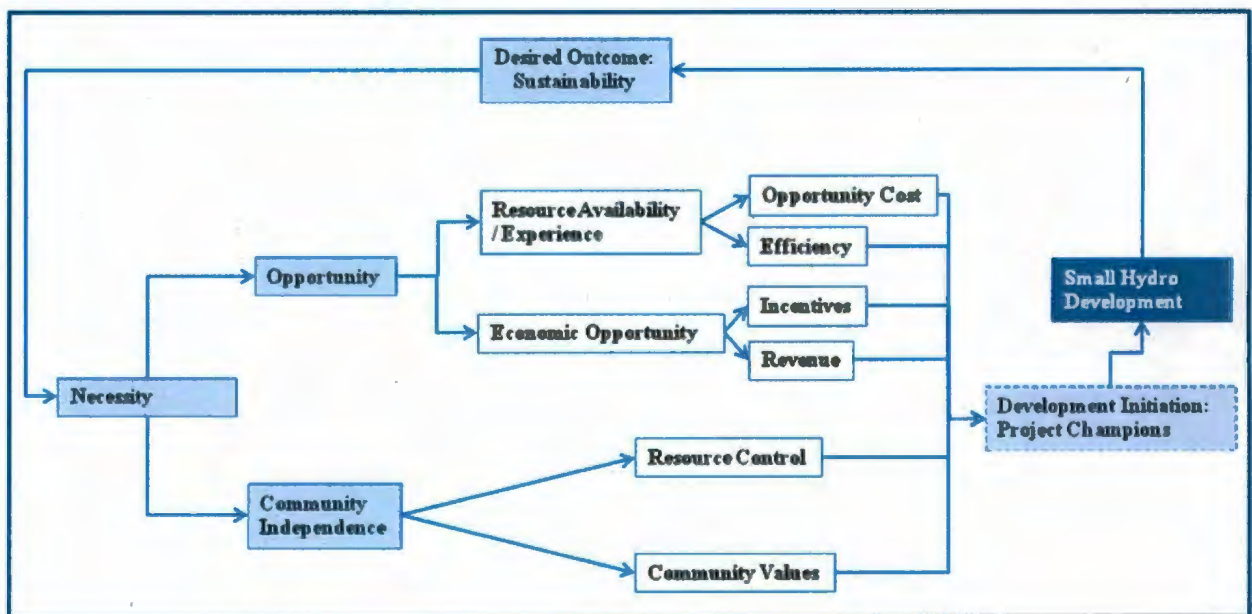 Desired Outcome:
Sustainability
Resource Availability
/ Experience
Opportunity Cost
Efficiency
Opportunity
Small Hydro
Development
Incentives
Economic Opportunity
Revenue
Necessity
Development Initiation:
Project Champions
Resource Control
Community
Independence
Community Values